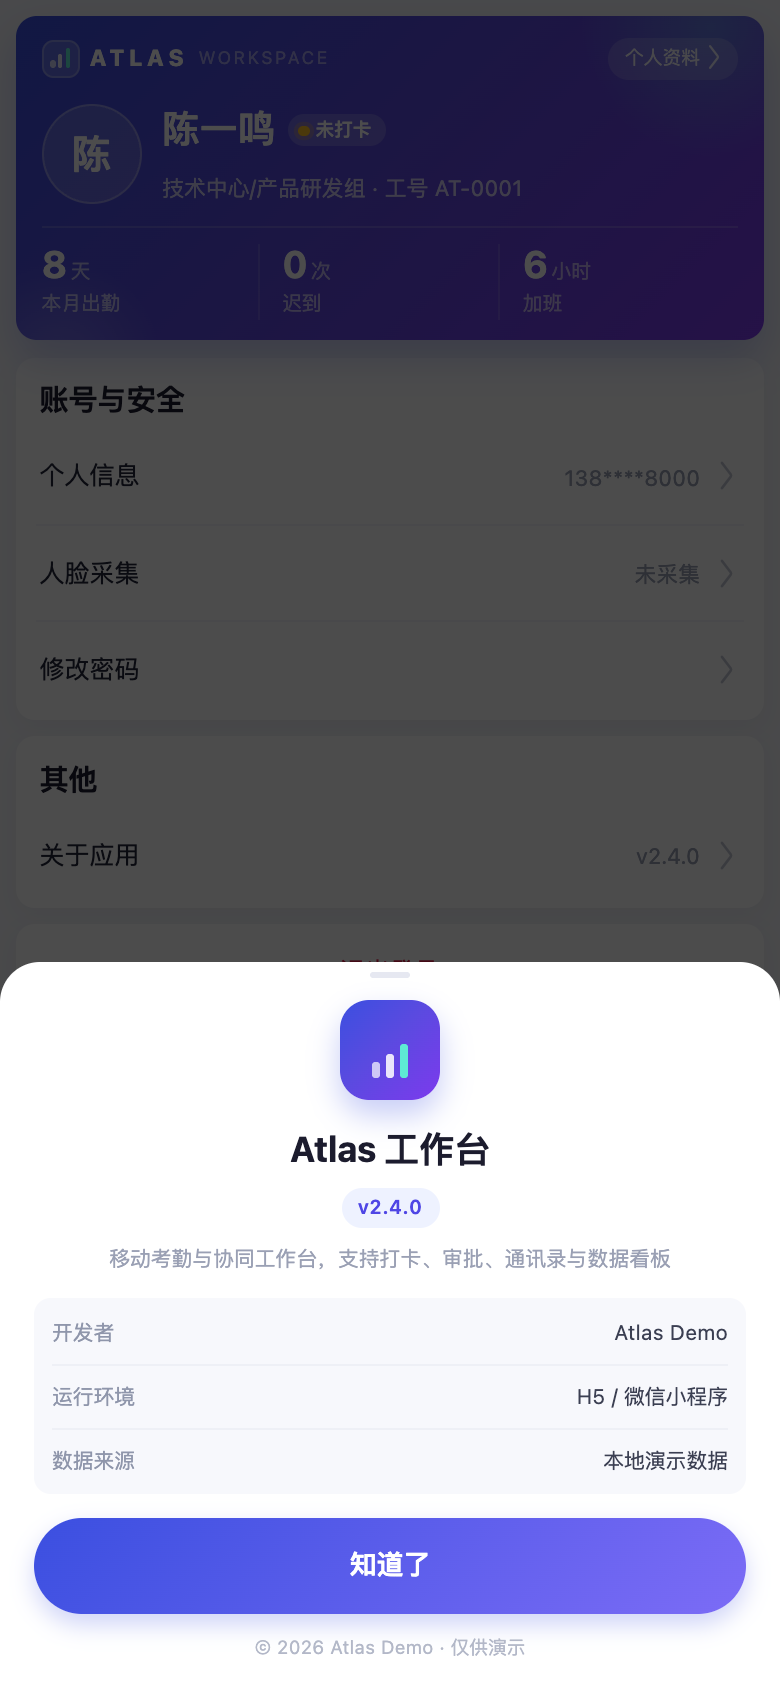 ATLAS WORKSPACE 个人资料
陈
陈一鸣 未打卡
技术中心/产品研发组 · 工号 AT-0001
8天 0次 6小时
本月出勤 迟到 加班
账号与安全
个人信息 138****8000
人脸采集 未采集
修改密码
其他
关于应用 v2.4.0
Atlas 工作台
v2.4.0
移动考勤与协同工作台，支持打卡、审批、通讯录与数据看板
开发者 Atlas Demo
运行环境 H5 / 微信小程序
数据来源 本地演示数据
知道了
© 2026 Atlas Demo · 仅供演示